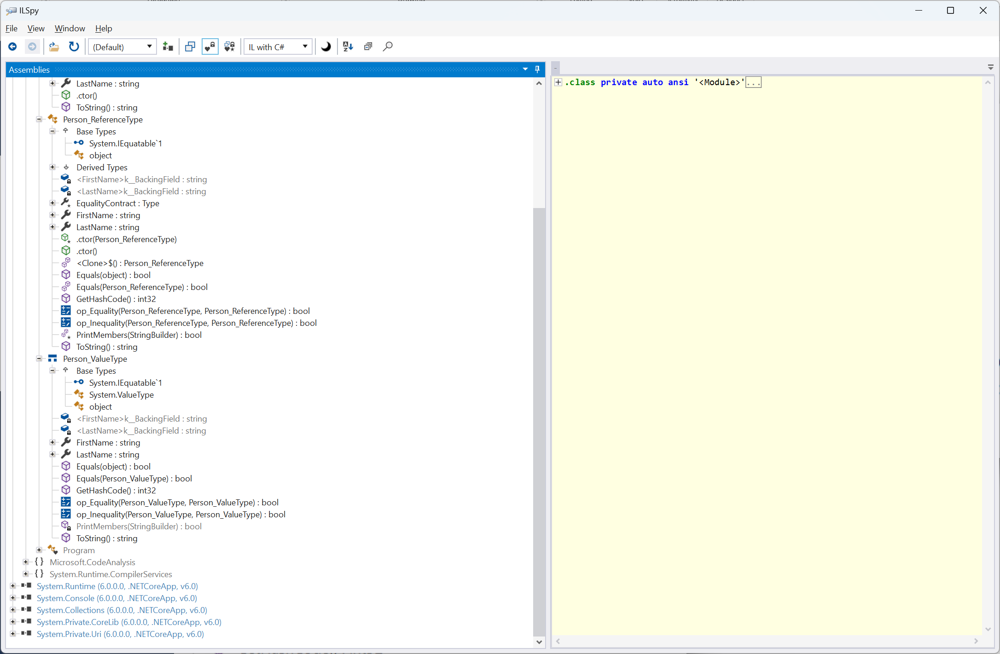 ILSpy
File View Window Help
(Default) IL with C#
Assemblies
LastName : string
.ctor()
ToString() : string
Person_ReferenceType
Base Types
System.IEquatable`1
object
Derived Types
<FirstName>k__BackingField : string
<LastName>k__BackingField : string
EqualityContract : Type
FirstName : string
LastName : string
.ctor(Person_ReferenceType)
.ctor()
<Clone>$() : Person_ReferenceType
Equals(object) : bool
Equals(Person_ReferenceType) : bool
GetHashCode() : int32
op_Equality(Person_ReferenceType, Person_ReferenceType) : bool
op_Inequality(Person_ReferenceType, Person_ReferenceType) : bool
PrintMembers(StringBuilder) : bool
ToString() : string
Person_ValueType
Base Types
System.IEquatable`1
System.ValueType
object
<FirstName>k__BackingField : string
<LastName>k__BackingField : string
FirstName : string
LastName : string
Equals(object) : bool
Equals(Person_ValueType) : bool
GetHashCode() : int32
op_Equality(Person_ValueType, Person_ValueType) : bool
op_Inequality(Person_ValueType, Person_ValueType) : bool
PrintMembers(StringBuilder) : bool
ToString() : string
Program
{} Microsoft.CodeAnalysis
{} System.Runtime.CompilerServices
System.Runtime (6.0.0.0, .NETCoreApp, v6.0)
System.Console (6.0.0.0, .NETCoreApp, v6.0)
System.Collections (6.0.0.0, .NETCoreApp, v6.0)
System.Private.CoreLib (6.0.0.0, .NETCoreApp, v6.0)
System.Private.Uri (6.0.0.0, .NETCoreApp, v6.0)
-
.class private auto ansi '<Module>'...